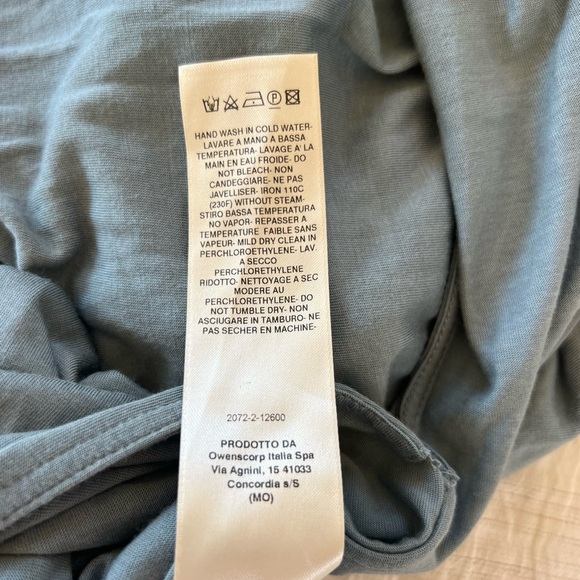 HAND WASH IN COLD WATER-
LAVARE A MANO A BASSA
TEMPERATURA- LAVAGE A' LA
MAIN EN EAU FROIDE- DO
NOT BLEACH- NON
CANDEGGIARE- NE PAS
JAVELLISER- IRON 110C
(230F) WITHOUT STEAM-
STIRO BASSA TEMPERATURA
NO VAPOR- REPASSER A
TEMPERATURE FAIBLE SANS
VAPEUR- MILD DRY CLEAN IN
PERCHLOROETHYLENE- LAV.
A SECCO
PERCHLORETHYLENE
RIDOTTO- NETTOYAGE A SEC
MODERE AU
PERCHLORETHYLENE- DO
NOT TUMBLE DRY- NON
ASCIUGARE IN TAMBURO- NE
PAS SECHER EN MACHINE-
2072-2-12600
PRODOTTO DA
Owenscorp Italia Spa
Via Agnini, 15 41033
Concordia s/S
(MO)